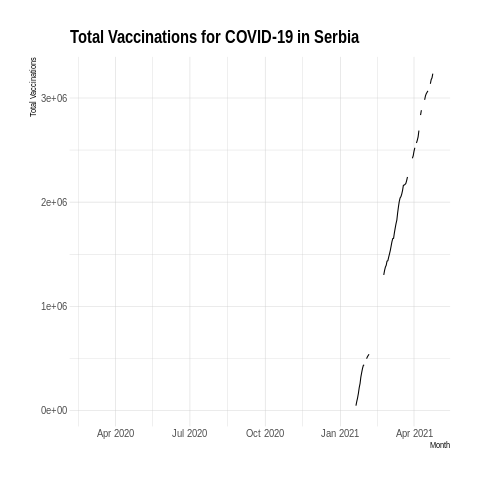 Total Vaccinations for COVID-19 in Serbia
Total Vaccinations
3e+06
2e+06
1e+06
0e+00
Apr 2020 Jul 2020 Oct 2020 Jan 2021 Apr 2021
Month